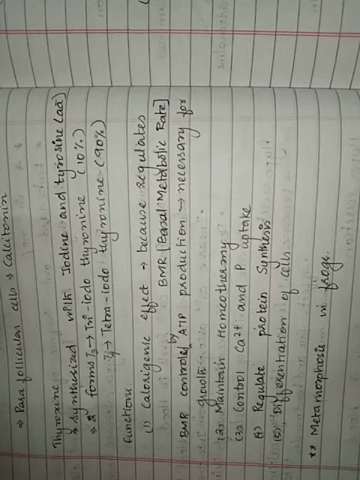 ⇒ Para follicular cells → Calcitonin
Thyroxine
→ Synthesized with Iodine and tyrosine (aa)
→ 2 forms T3 → Tri-iodo thyronine (10%)
T4 → Tetra-iodo thyronine (90%)
Functions
(1) Calorigenic effect → because regulates
BMR [Basal Metabolic Rate]
BMR controls by ATP production → necessary for
growth
(2) Maintain Homeothermy
(3) Control Ca2+ and P uptake
4) Regulate protein Synthesis
(5) Differentiation of cells
** Metamorphosis in frogs.